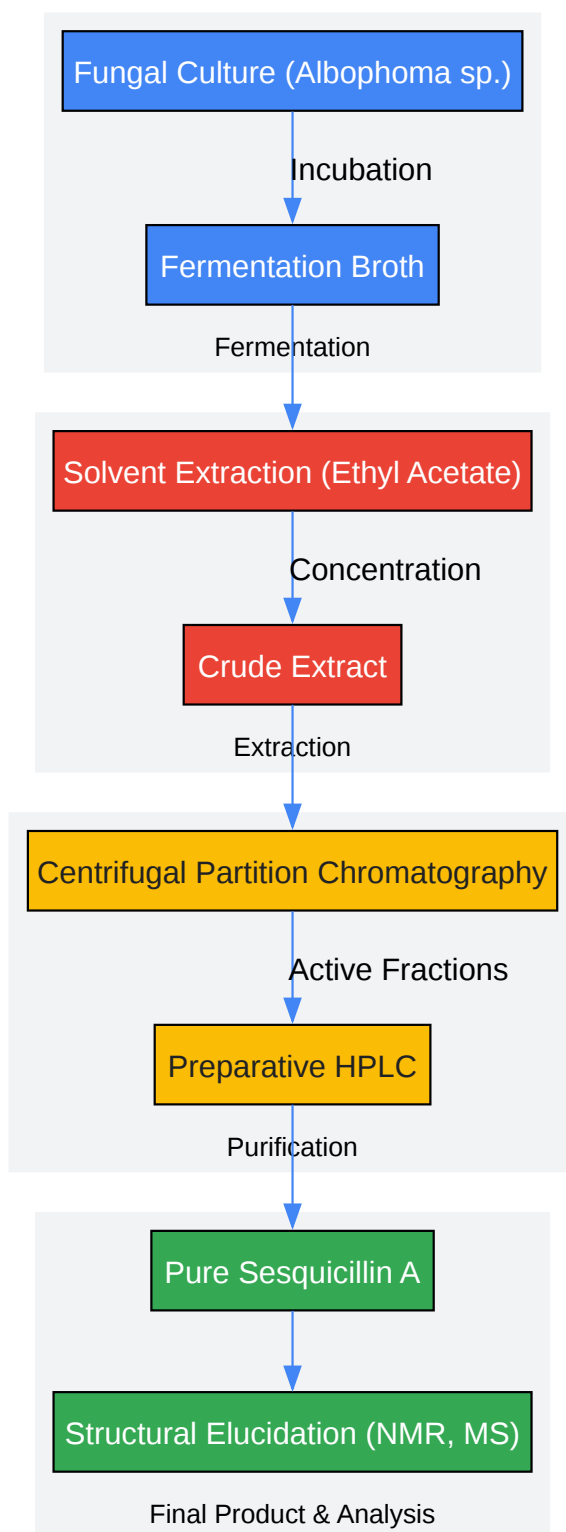 Fungal Culture (Albophoma sp.)
Incubation
Fermentation Broth
Fermentation
Solvent Extraction (Ethyl Acetate)
Concentration
Crude Extract
Extraction
Centrifugal Partition Chromatography
Active Fractions
Preparative HPLC
Purification
Pure Sesquicillin A
Structural Elucidation (NMR, MS)
Final Product & Analysis